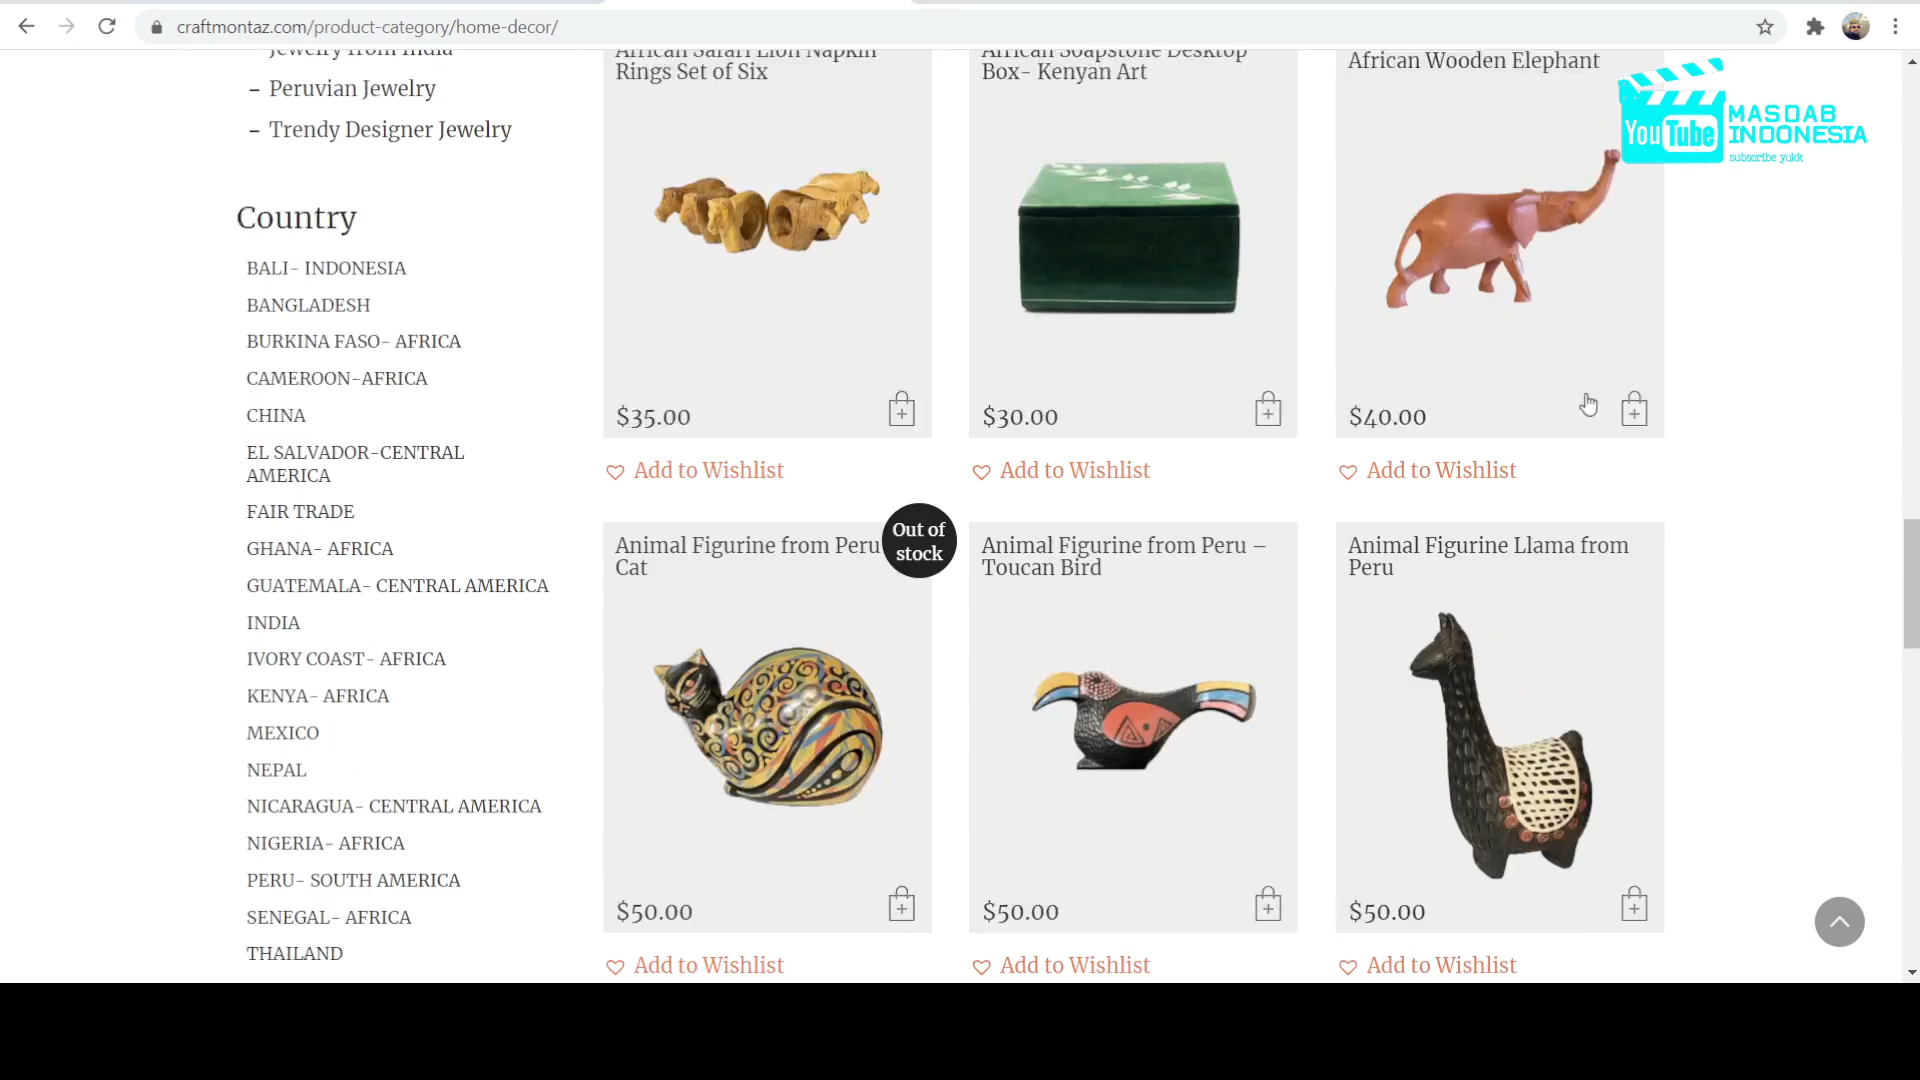 craftmontaz.com/product-category/home-decor/
Jewelry from India
– Peruvian Jewelry
– Trendy Designer Jewelry
Country
BALI- INDONESIA
BANGLADESH
BURKINA FASO- AFRICA
CAMEROON-AFRICA
CHINA
EL SALVADOR-CENTRAL
AMERICA
FAIR TRADE
GHANA- AFRICA
GUATEMALA- CENTRAL AMERICA
INDIA
IVORY COAST- AFRICA
KENYA- AFRICA
MEXICO
NEPAL
NICARAGUA- CENTRAL AMERICA
NIGERIA- AFRICA
PERU- SOUTH AMERICA
SENEGAL- AFRICA
THAILAND
African Safari Lion Napkin
Rings Set of Six
$35.00
Add to Wishlist
African Soapstone Desktop
Box- Kenyan Art
$30.00
Add to Wishlist
African Wooden Elephant
$40.00
Add to Wishlist
YouTube
MASDAB
INDONESIA
subscribe yukk
Animal Figurine from Peru
Cat
Out of
stock
$50.00
Add to Wishlist
Animal Figurine from Peru –
Toucan Bird
$50.00
Add to Wishlist
Animal Figurine Llama from
Peru
$50.00
Add to Wishlist